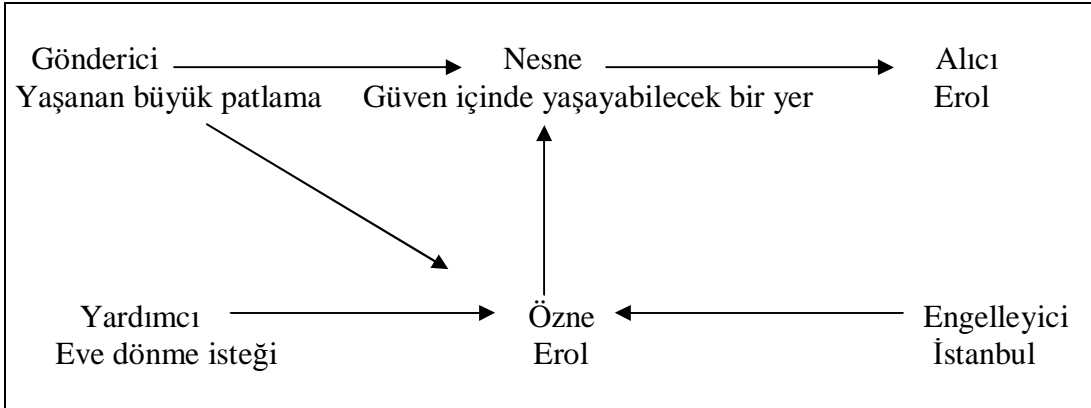 Gönderici Nesne Alıcı
Yaşanan büyük patlama Güven içinde yaşayabilecek bir yer Erol
Yardımcı Özne Engelleyici
Eve dönme isteği Erol İstanbul